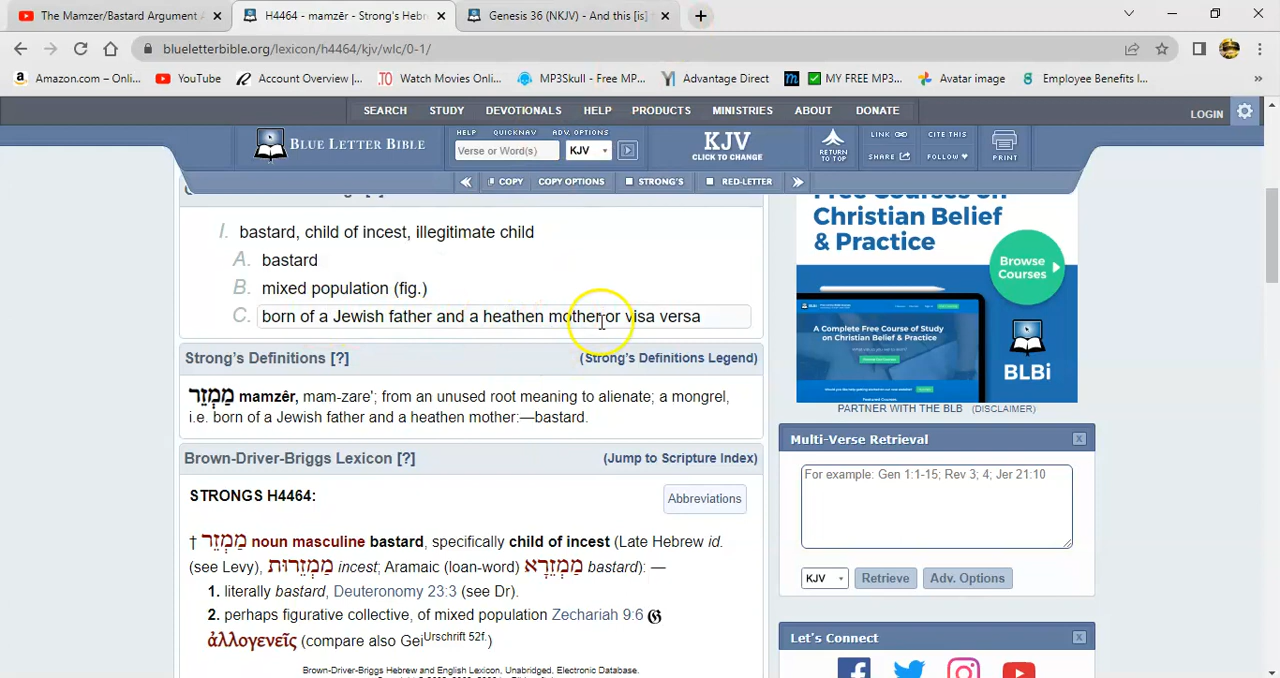 The Mamzer/Bastard Argument
H4464 - mamzēr - Strong's Hebr
Genesis 36 (NKJV) - And this [is]
blueletterbible.org/lexicon/h4464/kjv/wlc/0-1/
Amazon.com – Onli...
YouTube
Account Overview |...
Watch Movies Onlin...
MP3Skull - Free MP...
Advantage Direct
MY FREE MP3...
Avatar image
Employee Benefits I...
SEARCH STUDY DEVOTIONALS HELP PRODUCTS MINISTRIES ABOUT DONATE
LOGIN
BLUE LETTER BIBLE
HELP QUICKNAV ADV. OPTIONS
Verse or Word(s) KJV
KJV
CLICK TO CHANGE
RETURN
TO TOP
LINK CITE THIS
SHARE FOLLOW
PRINT
COPY COPY OPTIONS STRONG'S RED-LETTER
I. bastard, child of incest, illegitimate child
A. bastard
B. mixed population (fig.)
C. born of a Jewish father and a heathen mother or visa versa
Strong's Definitions [?] (Strong's Definitions Legend)
מַמְזֵר mamzêr, mam-zare'; from an unused root meaning to alienate; a mongrel,
i.e. born of a Jewish father and a heathen mother:—bastard.
Brown-Driver-Briggs Lexicon [?] (Jump to Scripture Index)
STRONGS H4464:
Abbreviations
† מַמְזֵר noun masculine bastard, specifically child of incest (Late Hebrew id.
(see Levy), מַמְזֵרוּת incest; Aramaic (loan-word) מַמְזֵרָא bastard): —
1. literally bastard, Deuteronomy 23:3 (see Dr).
2. perhaps figurative collective, of mixed population Zechariah 9:6 𝔊
ἀλλογενεῖς (compare also Gei Urschrift 52f.)
Brown-Driver-Briggs Hebrew and English Lexicon, Unabridged, Electronic Database.
Free Courses on
Christian Belief
& Practice
Browse
Courses
BLBi
PARTNER WITH THE BLB (DISCLAIMER)
Multi-Verse Retrieval
For example: Gen 1:1-15; Rev 3; 4; Jer 21:10
KJV Retrieve Adv. Options
Let's Connect